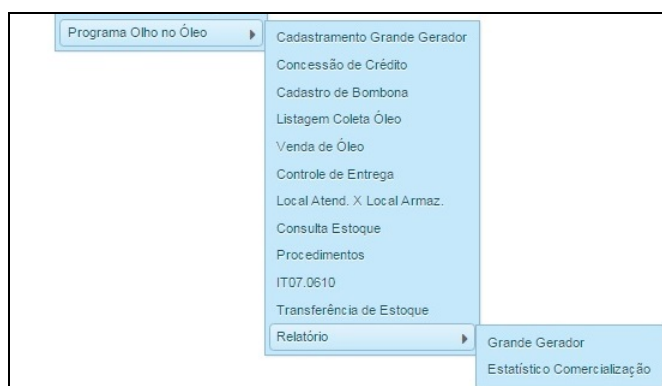 Programa Olho no Óleo
Cadastramento Grande Gerador
Concessão de Crédito
Cadastro de Bombona
Listagem Coleta Óleo
Venda de Óleo
Controle de Entrega
Local Atend. X Local Armaz.
Consulta Estoque
Procedimentos
IT07.0610
Transferência de Estoque
Relatório
Grande Gerador
Estatístico Comercialização